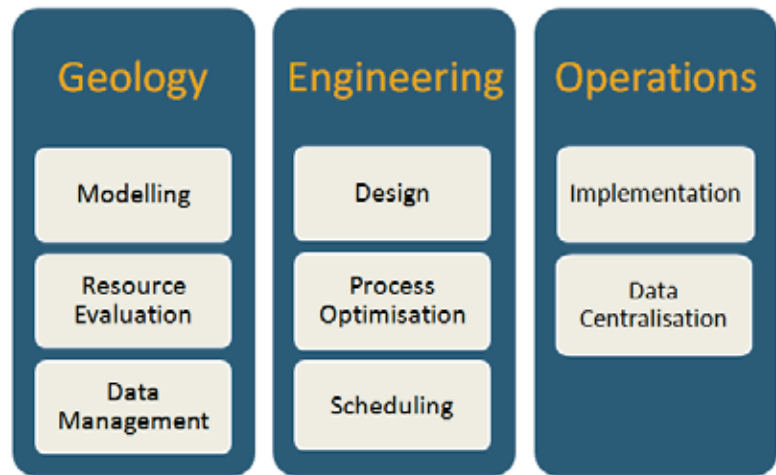 Geology
Modelling
Resource
Evaluation
Data
Management
Engineering
Design
Process
Optimisation
Scheduling
Operations
Implementation
Data
Centralisation